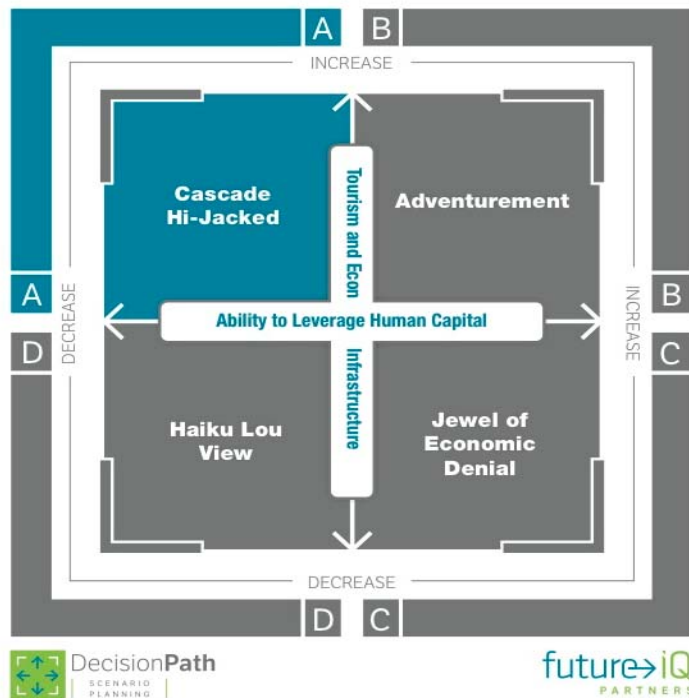 A
B
INCREASE
Cascade
Hi-Jacked
Adventurement
Tourism and Econ
A
B
DECREASE
Ability to Leverage Human Capital
INCREASE
D
C
Infrastructure
Haiku Lou
View
Jewel of
Economic
Denial
DECREASE
D
C
DecisionPath
SCENARIO
PLANNING
future→iQ
PARTNERS